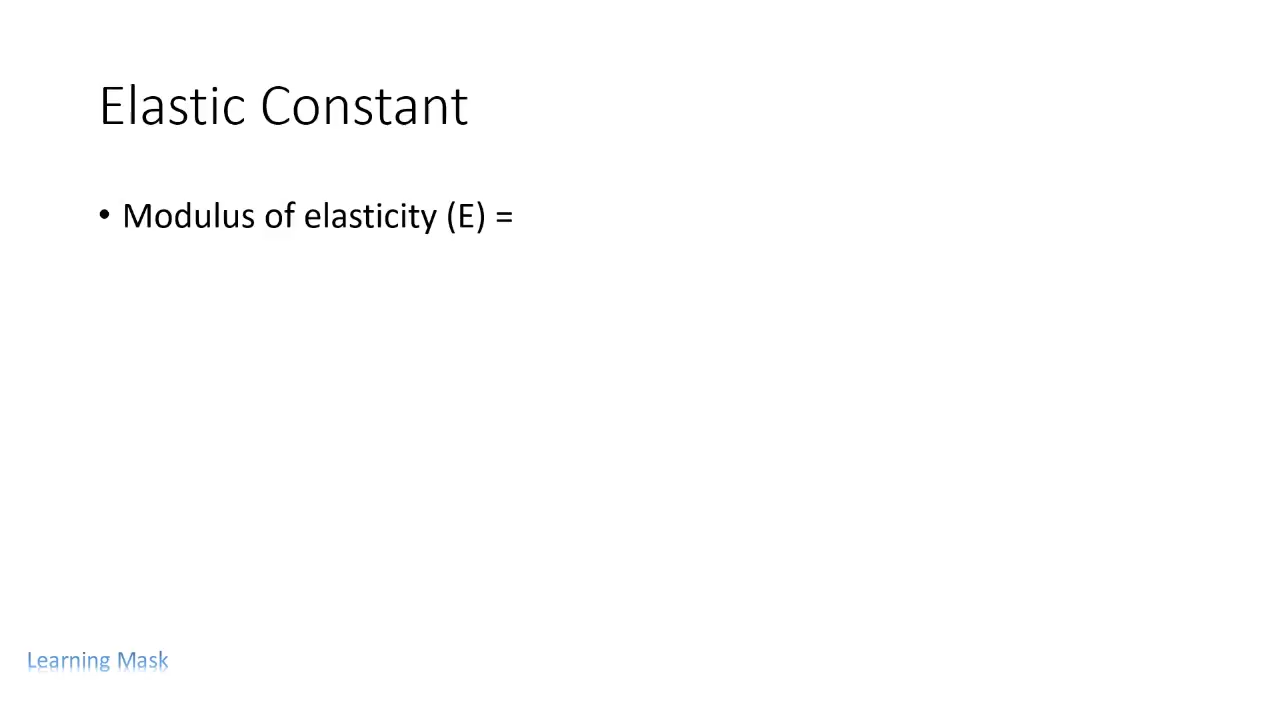 Elastic Constant
• Modulus of elasticity (E) =
Learning Mask